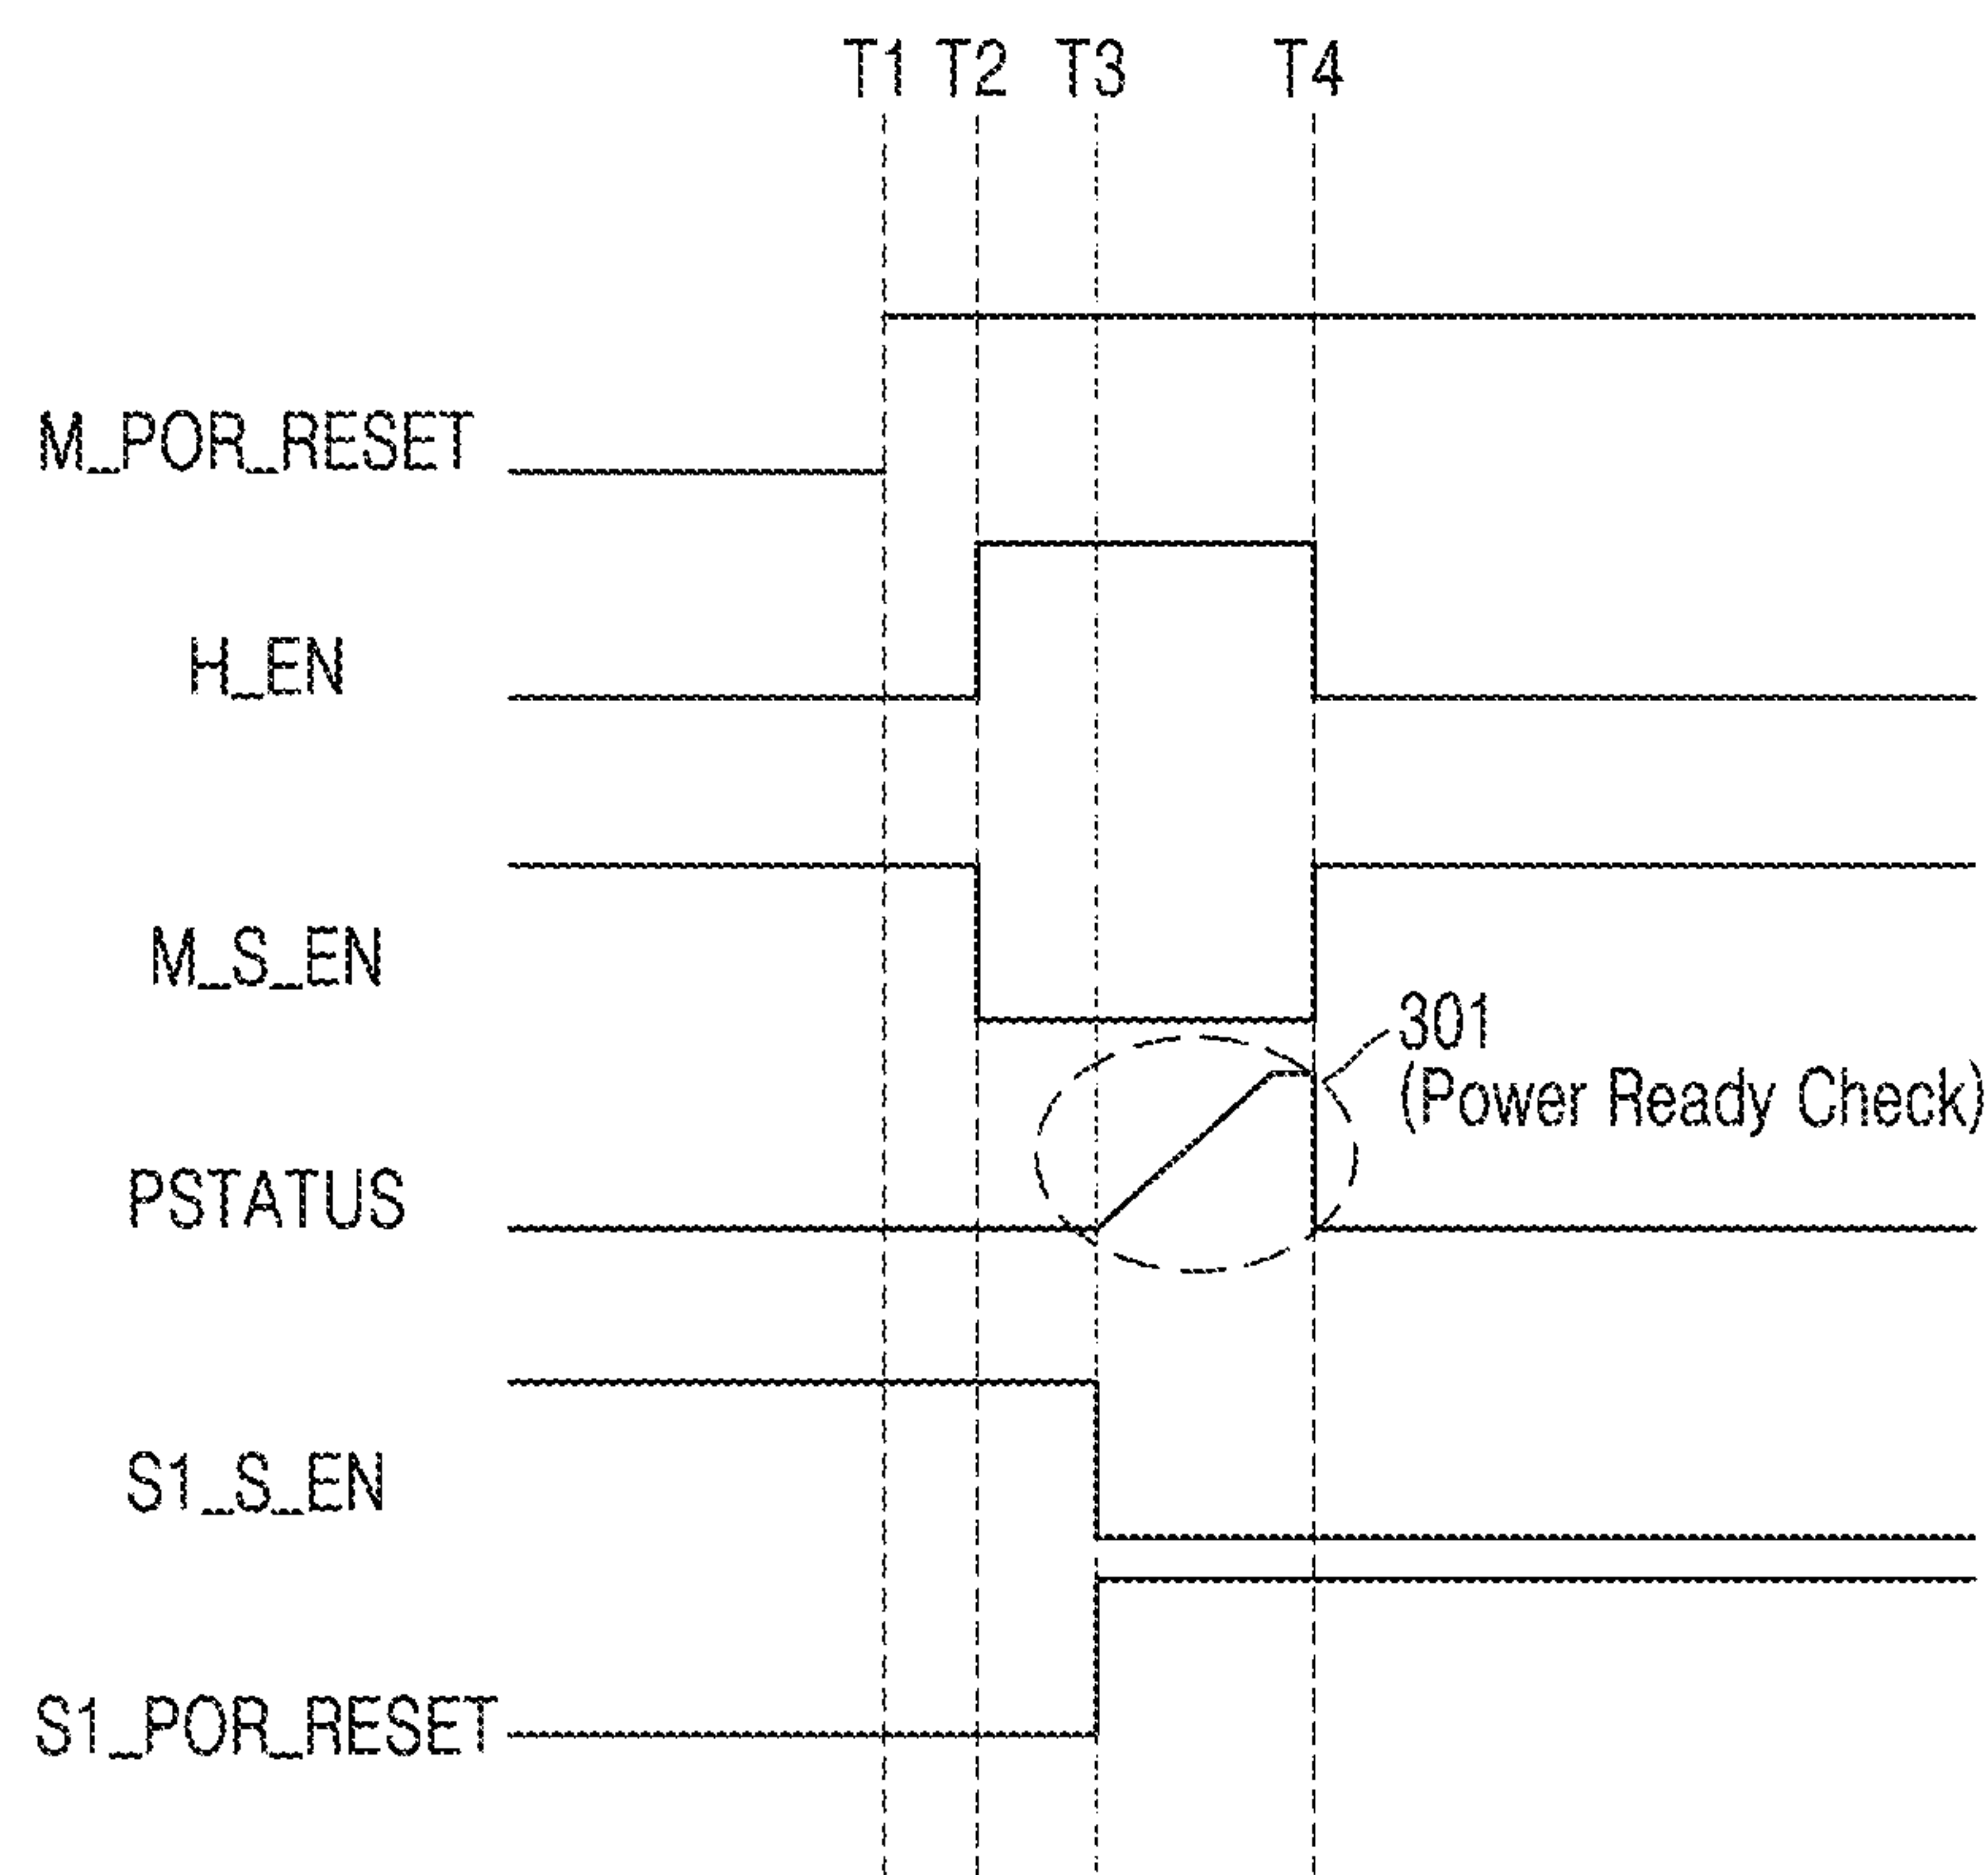 T1 T2 T3 T4
M_POR_RESET
H_EN
M_S_EN
301
(Power Ready Check)
PSTATUS
S1_S_EN
S1_POR_RESET